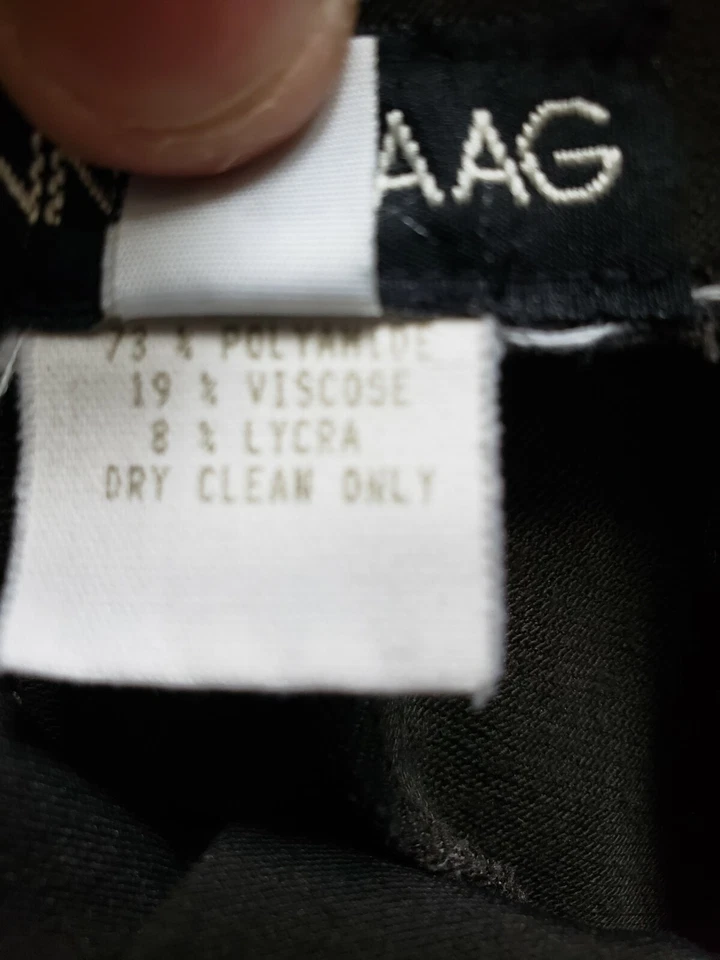 AAG
73 % POLYAMIDE
19 % VISCOSE
8 % LYCRA
DRY CLEAN ONLY